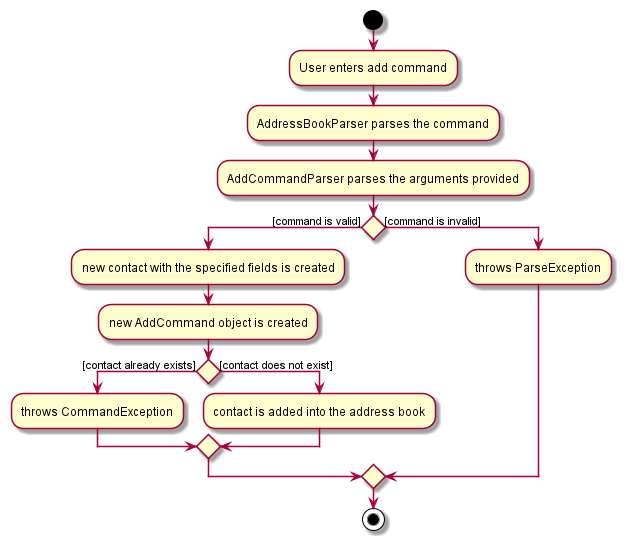 User enters add command
AddressBookParser parses the command
AddCommandParser parses the arguments provided
[command is valid]
[command is invalid]
new contact with the specified fields is created
throws ParseException
new AddCommand object is created
[contact already exists]
[contact does not exist]
throws CommandException
contact is added into the address book